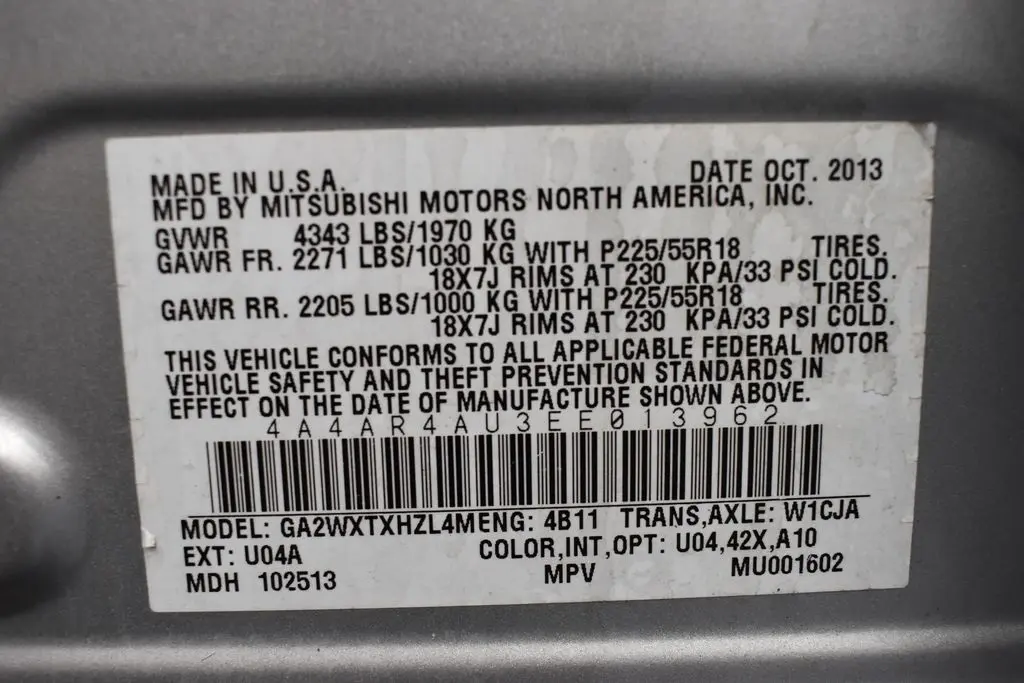 MADE IN U.S.A. DATE OCT. 2013
MFD BY MITSUBISHI MOTORS NORTH AMERICA, INC.
GVWR 4343 LBS/1970 KG
GAWR FR. 2271 LBS/1030 KG WITH P225/55R18 TIRES.
18X7J RIMS AT 230 KPA/33 PSI COLD.
GAWR RR. 2205 LBS/1000 KG WITH P225/55R18 TIRES.
18X7J RIMS AT 230 KPA/33 PSI COLD.
THIS VEHICLE CONFORMS TO ALL APPLICABLE FEDERAL MOTOR
VEHICLE SAFETY AND THEFT PREVENTION STANDARDS IN
EFFECT ON THE DATE OF MANUFACTURE SHOWN ABOVE.
4A4AR4AU3EE013962
MODEL: GA2WXTXHZL4MENG: 4B11 TRANS,AXLE: W1CJA
EXT: U04A COLOR,INT,OPT: U04,42X,A10
MDH 102513 MPV MU001602